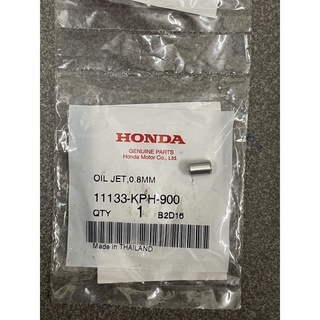 HONDA
GENUINE PARTS
Honda Motor Co., Ltd.
OIL JET,0.8MM
11133-KPH-900
QTY 1 B2D16
Made in THAILAND